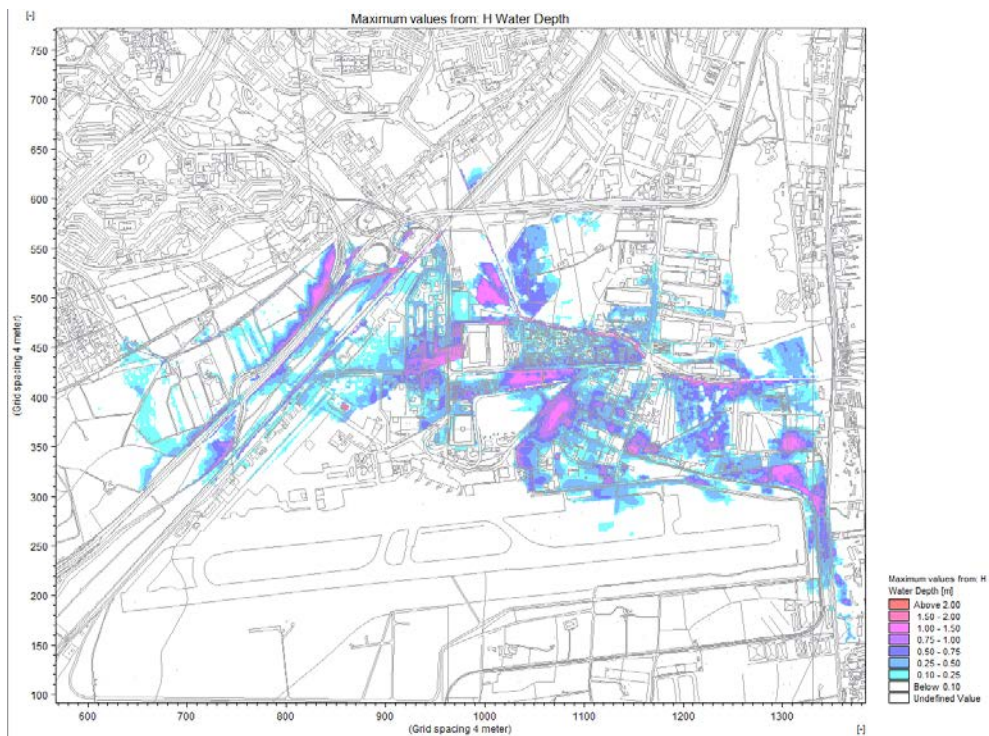 [-]
Maximum values from: H Water Depth
750
700
650
600
550
500
450
400
350
300
250
200
150
100
(Grid spacing 4 meter)
600 700 800 900 1000 1100 1200 1300
(Grid spacing 4 meter)
[-]
Maximum values from: H
Water Depth [m]
Above 2.00
1.50 - 2.00
1.00 - 1.50
0.75 - 1.00
0.50 - 0.75
0.25 - 0.50
0.10 - 0.25
Below 0.10
Undefined Value